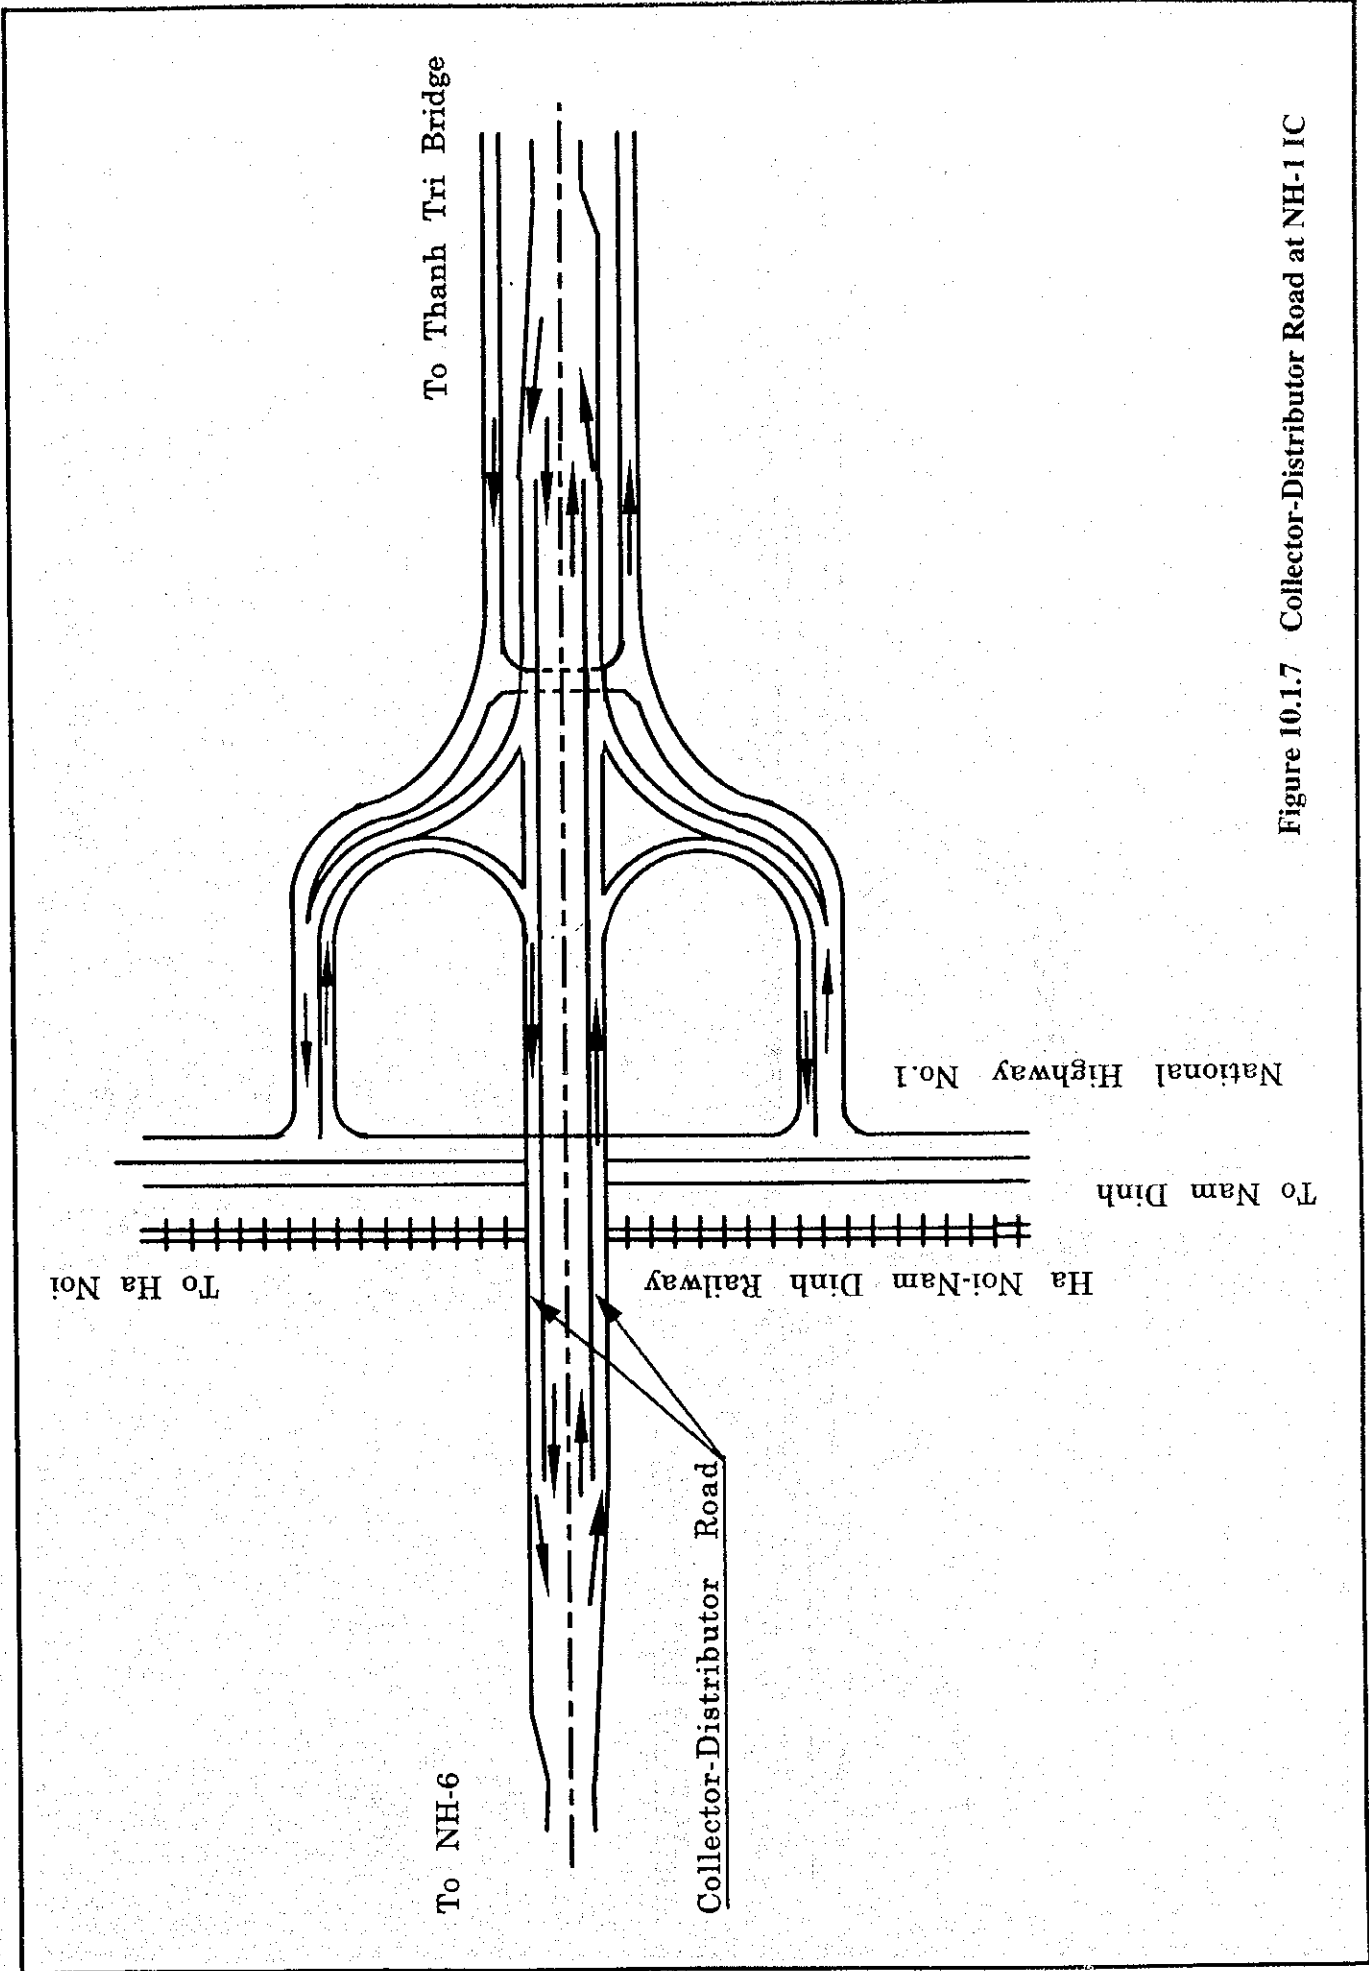 To Thanh Tri Bridge
National Highway No.1
To Nam Dinh
To Ha Noi
Ha Noi-Nam Dinh Railway
To NH-6
Collector-Distributor Road
Figure 10.1.7 Collector-Distributor Road at NH-1 IC